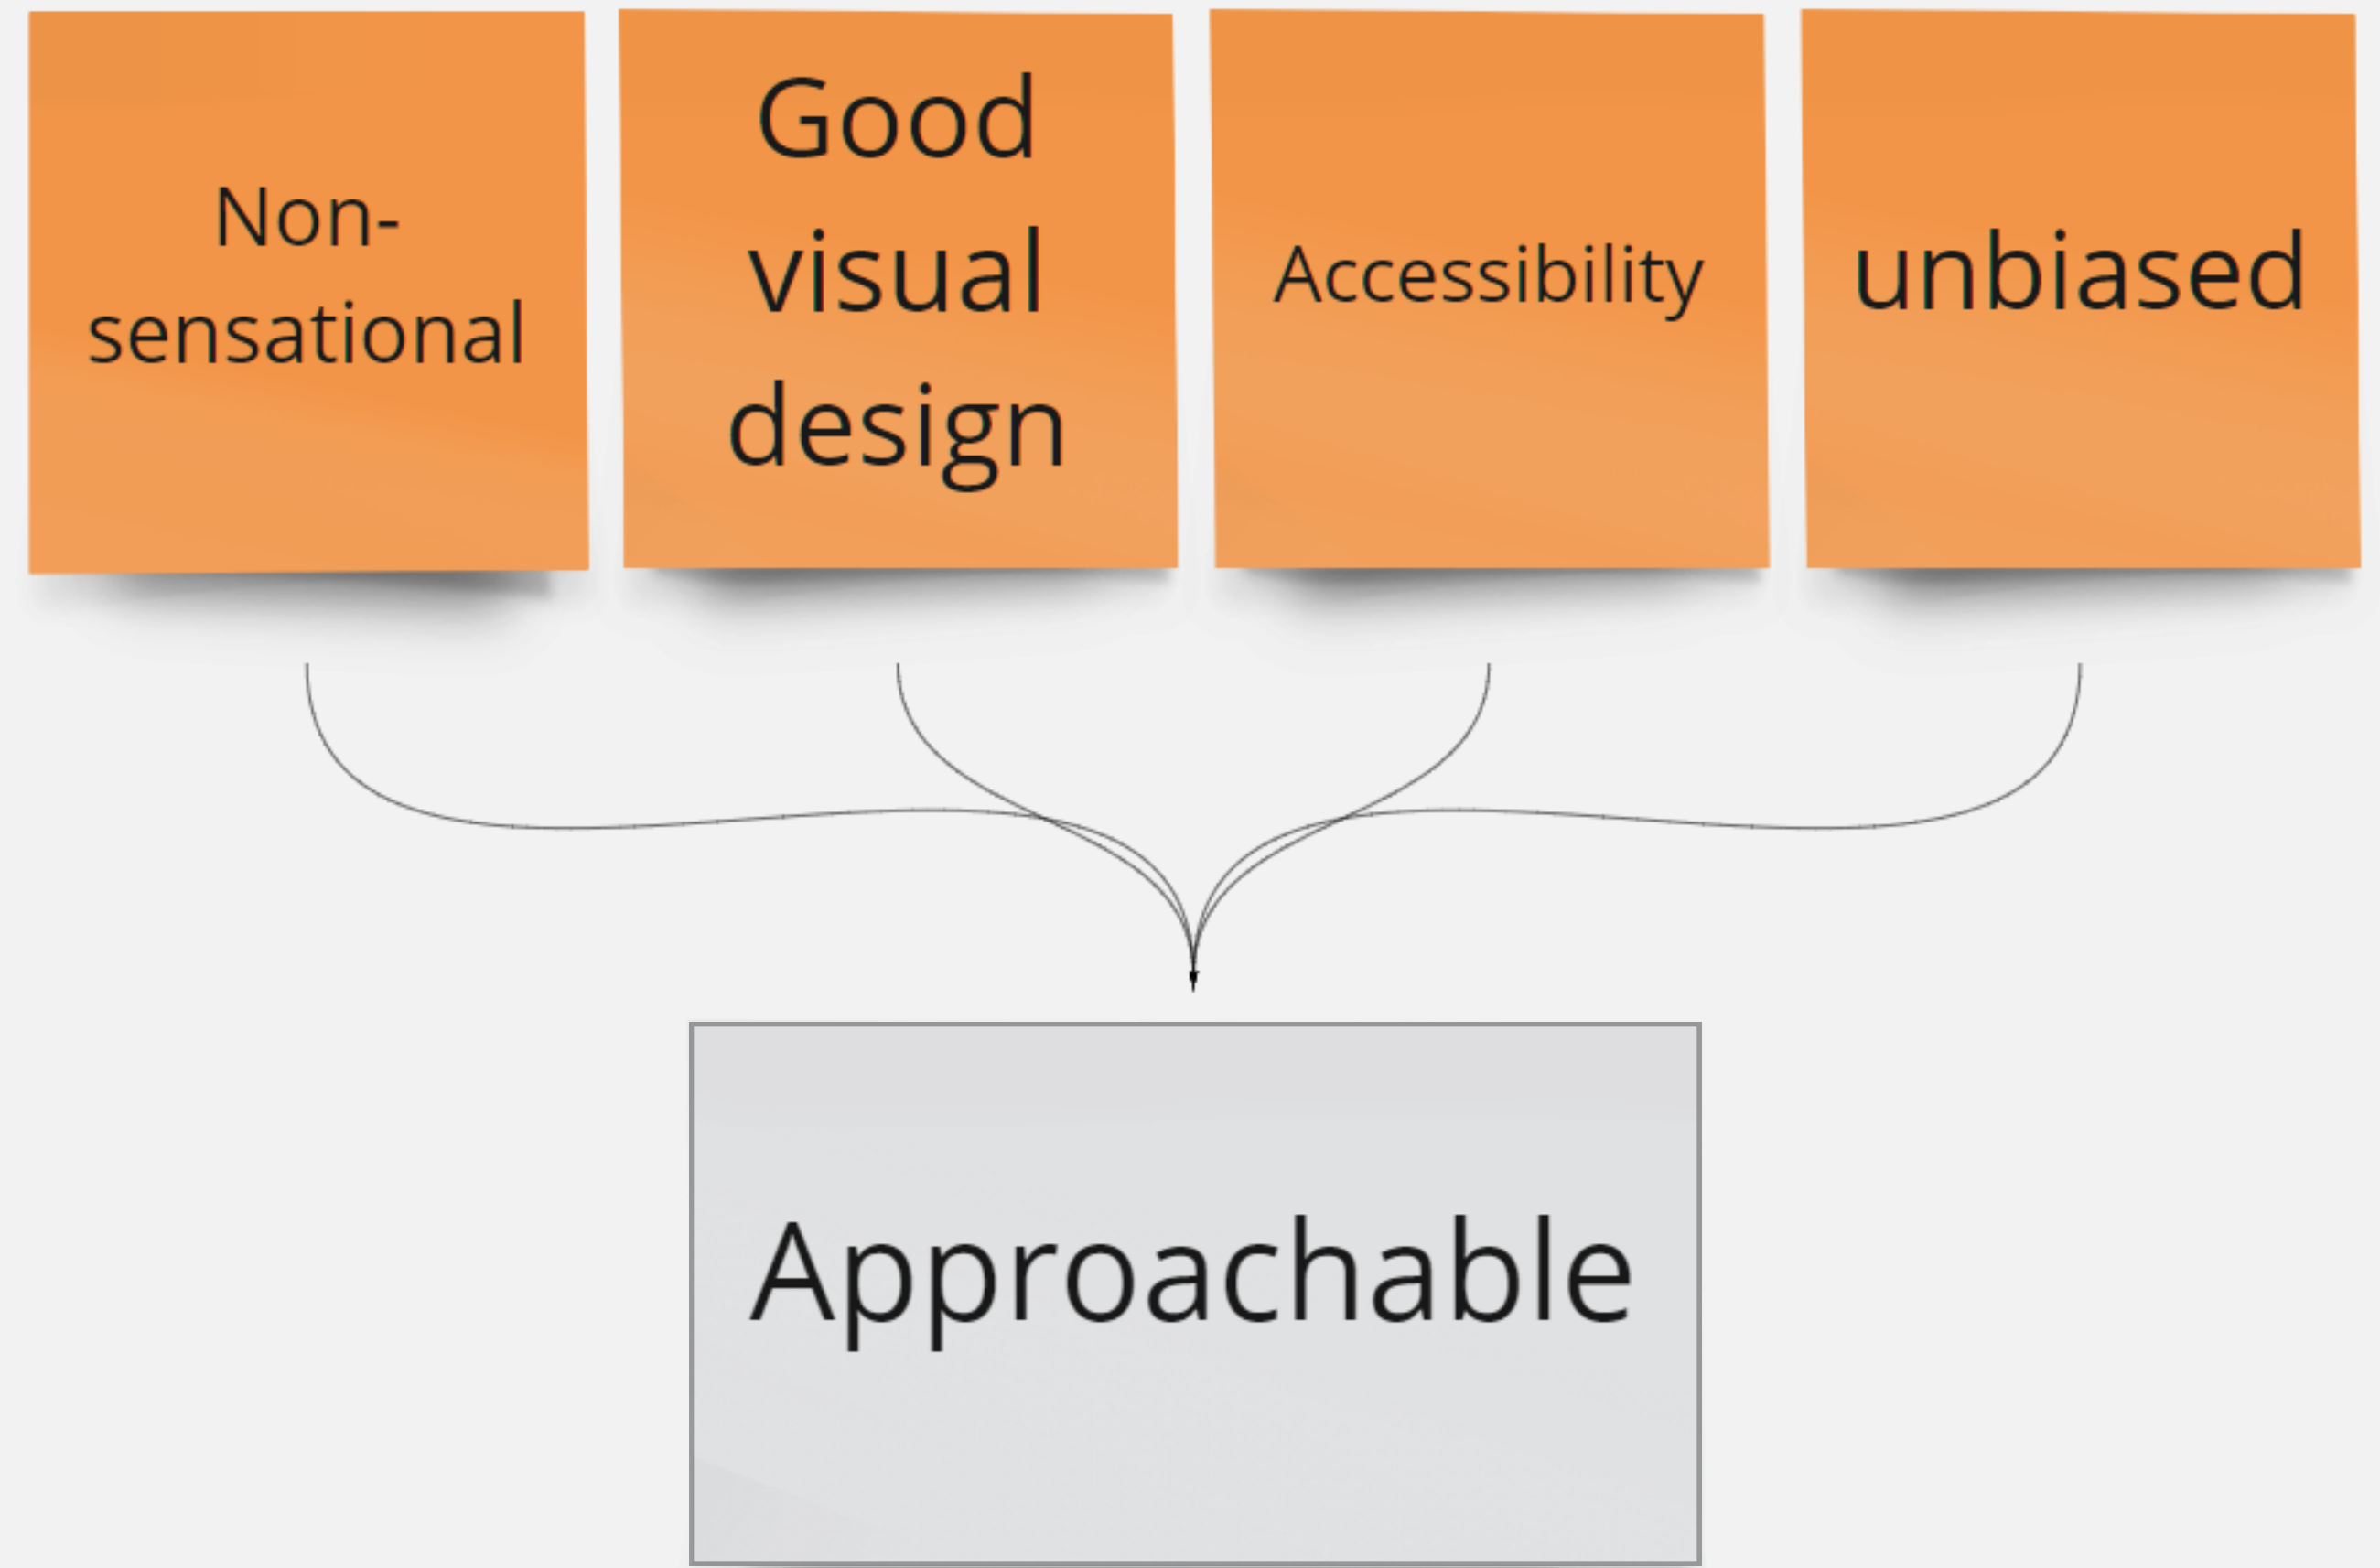 Non-
sensational
Good
visual
design
Accessibility
unbiased
Approachable